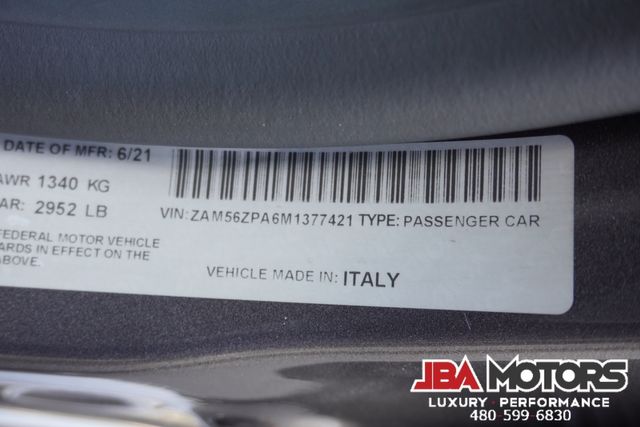 DATE OF MFR: 6/21
AWR 1340 KG
AR: 2952 LB
VIN: ZAM56ZPA6M1377421 TYPE: PASSENGER CAR
FEDERAL MOTOR VEHICLE
ARDS IN EFFECT ON THE
ABOVE.
VEHICLE MADE IN: ITALY
JBA MOTORS
LUXURY • PERFORMANCE
480-599-6830